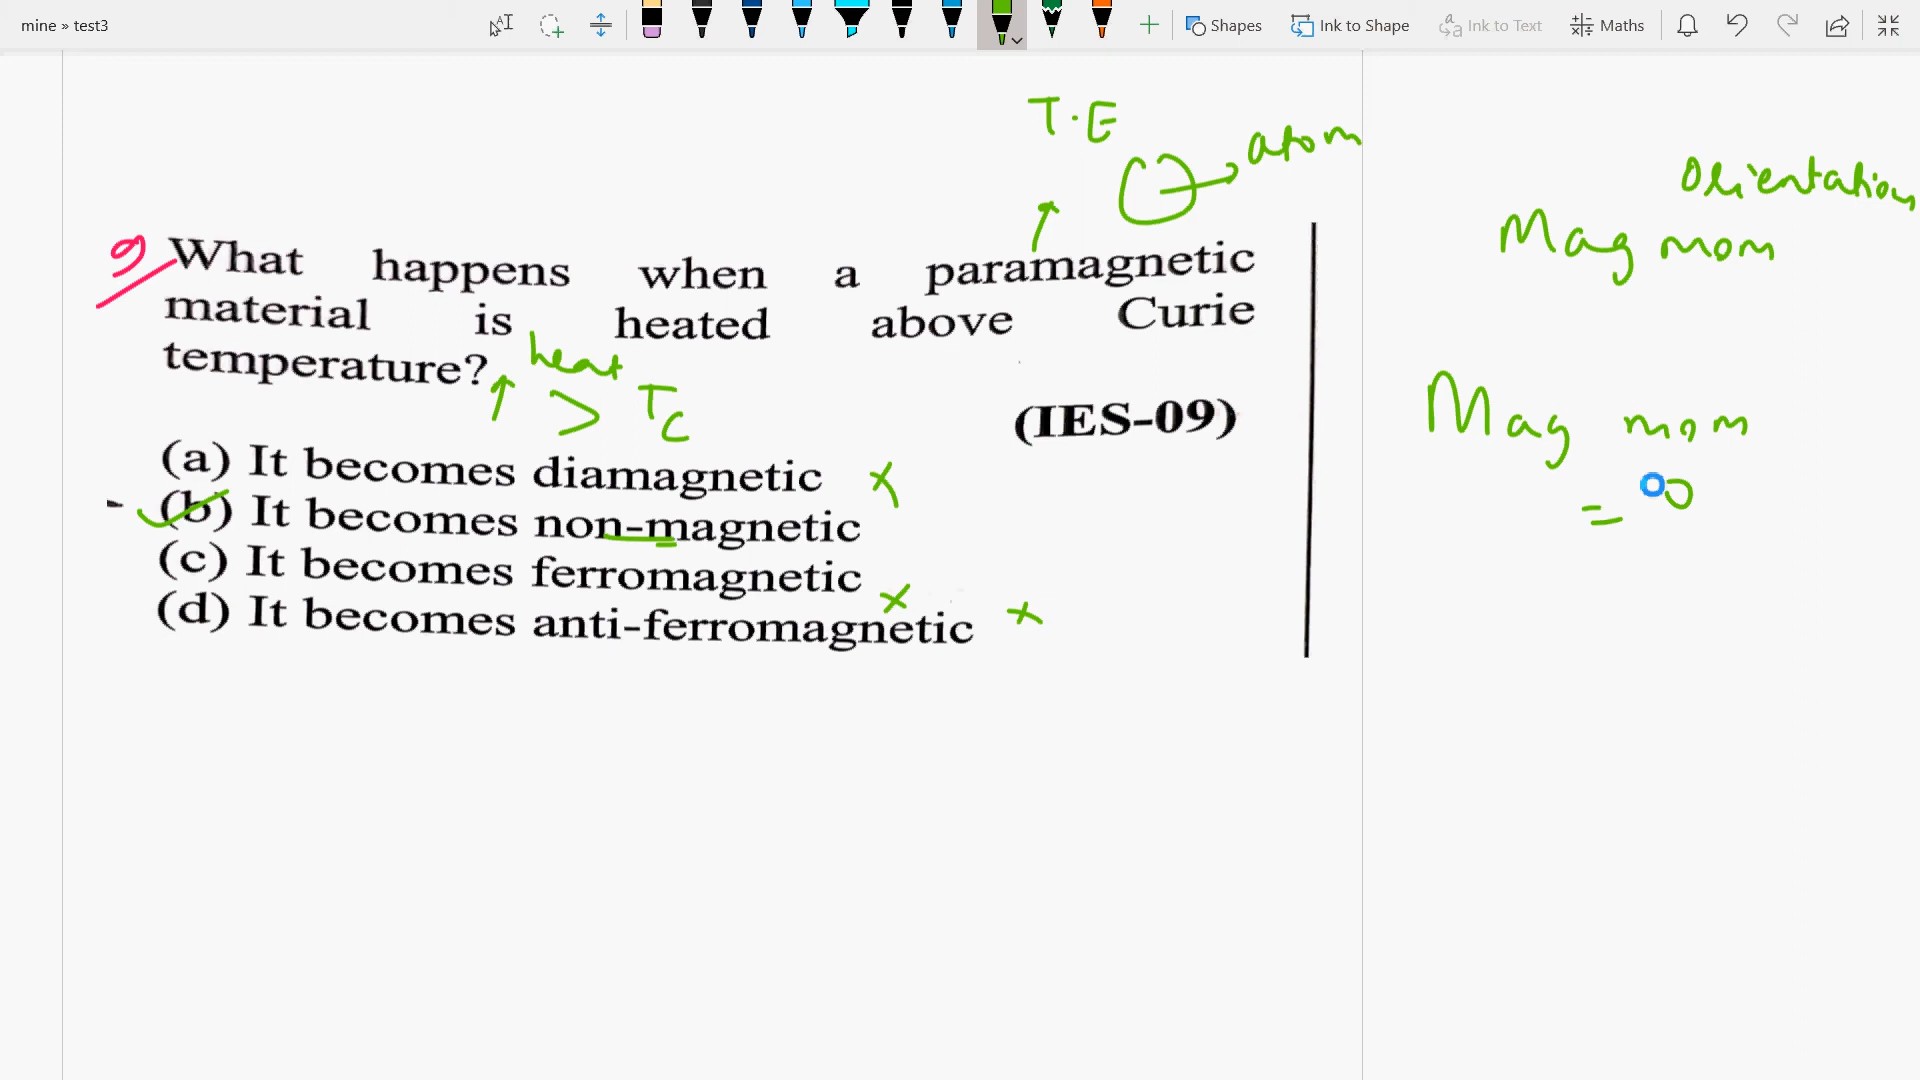 mine » test3
Shapes
Ink to Shape
Ink to Text
Maths
T.E
atom
Orientation
Mag mom
9
What happens when a paramagnetic
material is heated above Curie
temperature?
heat
> Tc
(IES-09)
Mag mom
= 0
(a) It becomes diamagnetic x
(b) It becomes non-magnetic
(c) It becomes ferromagnetic x
(d) It becomes anti-ferromagnetic x